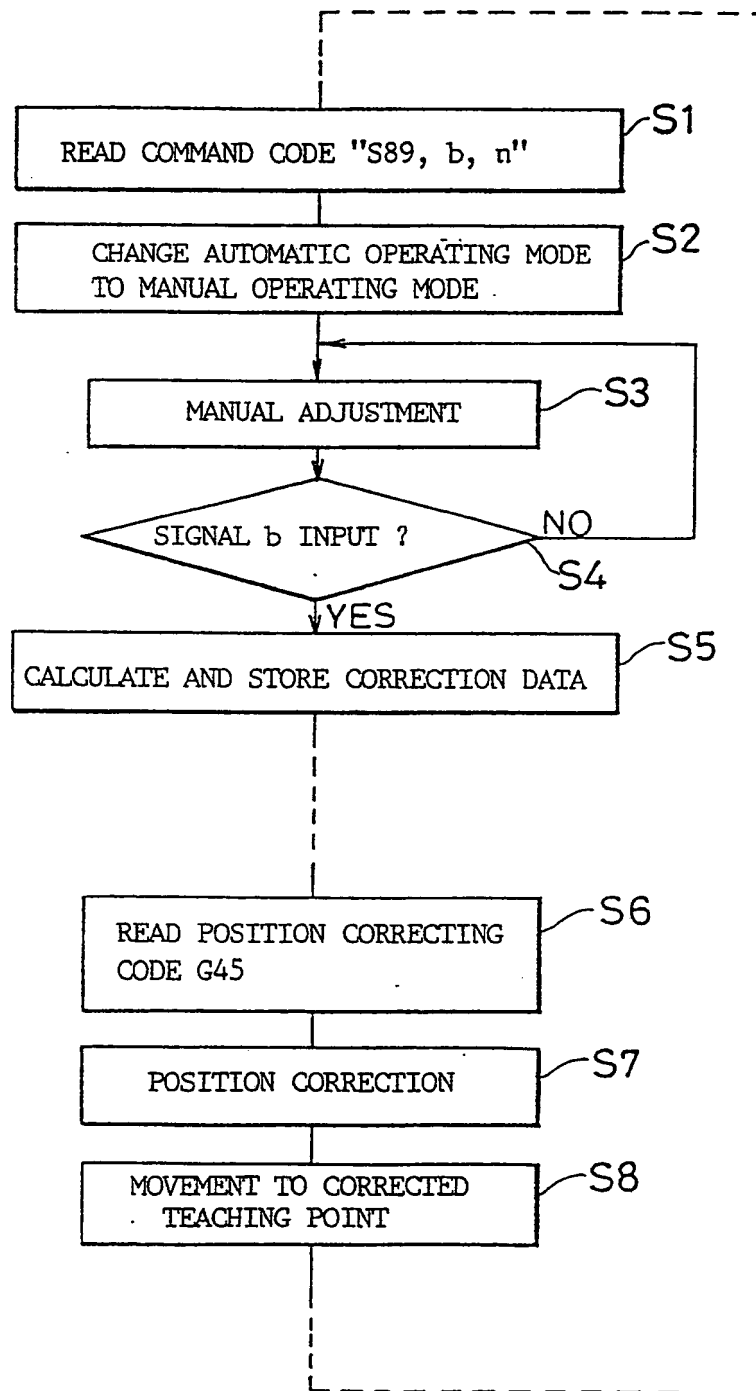 S1
READ COMMAND CODE "S89, b, n"
S2
CHANGE AUTOMATIC OPERATING MODE
TO MANUAL OPERATING MODE
S3
MANUAL ADJUSTMENT
SIGNAL b INPUT ?
NO
S4
YES
S5
CALCULATE AND STORE CORRECTION DATA
S6
READ POSITION CORRECTING
CODE G45
S7
POSITION CORRECTION
S8
MOVEMENT TO CORRECTED
TEACHING POINT